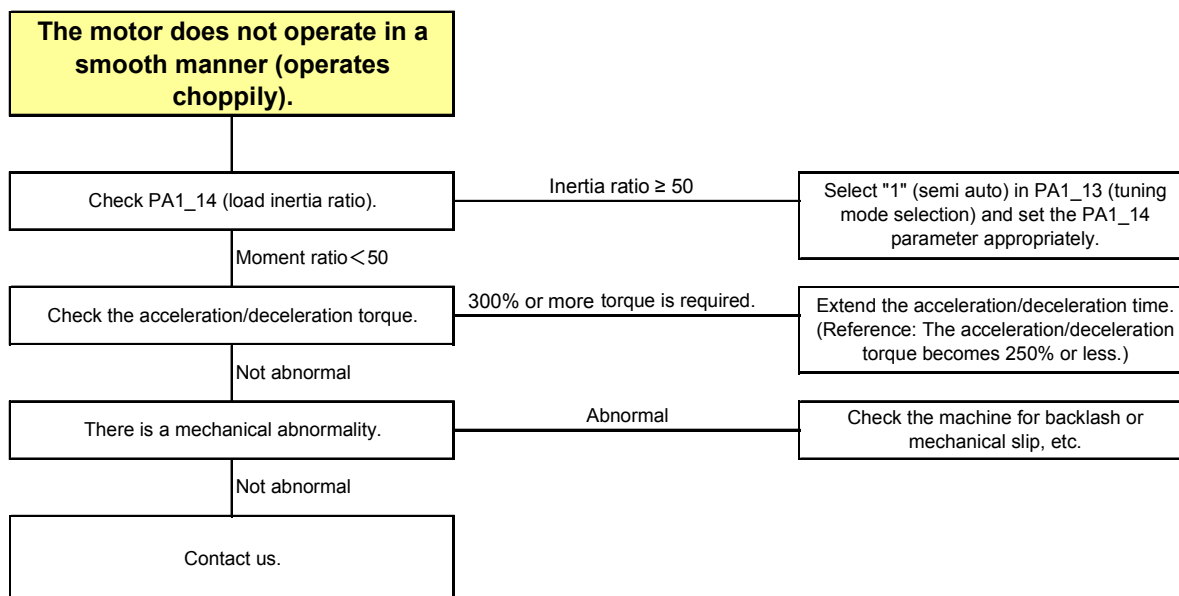 The motor does not operate in a
smooth manner (operates
choppily).
Check PA1_14 (load inertia ratio).
Inertia ratio ≥ 50
Select "1" (semi auto) in PA1_13 (tuning
mode selection) and set the PA1_14
parameter appropriately.
Moment ratio＜50
Check the acceleration/deceleration torque.
300% or more torque is required.
Extend the acceleration/deceleration time.
(Reference: The acceleration/deceleration
torque becomes 250% or less.)
Not abnormal
There is a mechanical abnormality.
Abnormal
Check the machine for backlash or
mechanical slip, etc.
Not abnormal
Contact us.